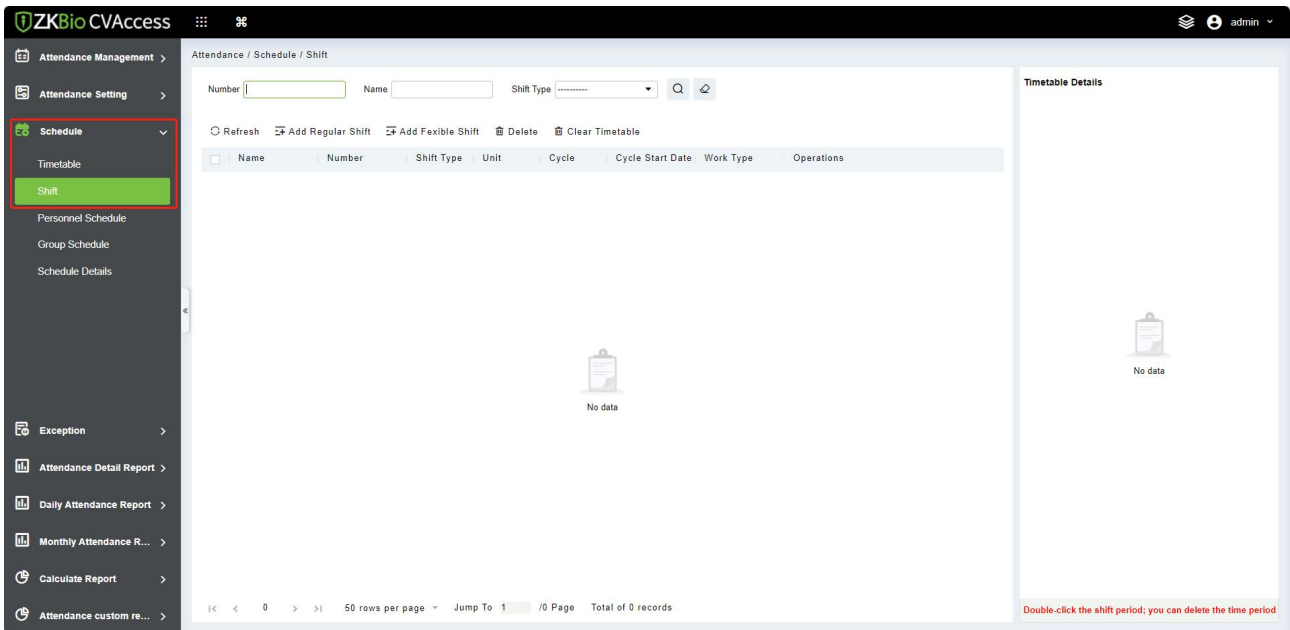 ZKBio CVAccess
admin
Attendance Management
Attendance Setting
Schedule
Timetable
Shift
Personnel Schedule
Group Schedule
Schedule Details
Exception
Attendance Detail Report
Daily Attendance Report
Monthly Attendance R...
Calculate Report
Attendance custom re...
Attendance / Schedule / Shift
Number Name Shift Type ----------
Refresh Add Regular Shift Add Fexible Shift Delete Clear Timetable
Name Number Shift Type Unit Cycle Cycle Start Date Work Type Operations
No data
|< < 0 > >| 50 rows per page Jump To 1 /0 Page Total of 0 records
Timetable Details
No data
Double-click the shift period; you can delete the time period